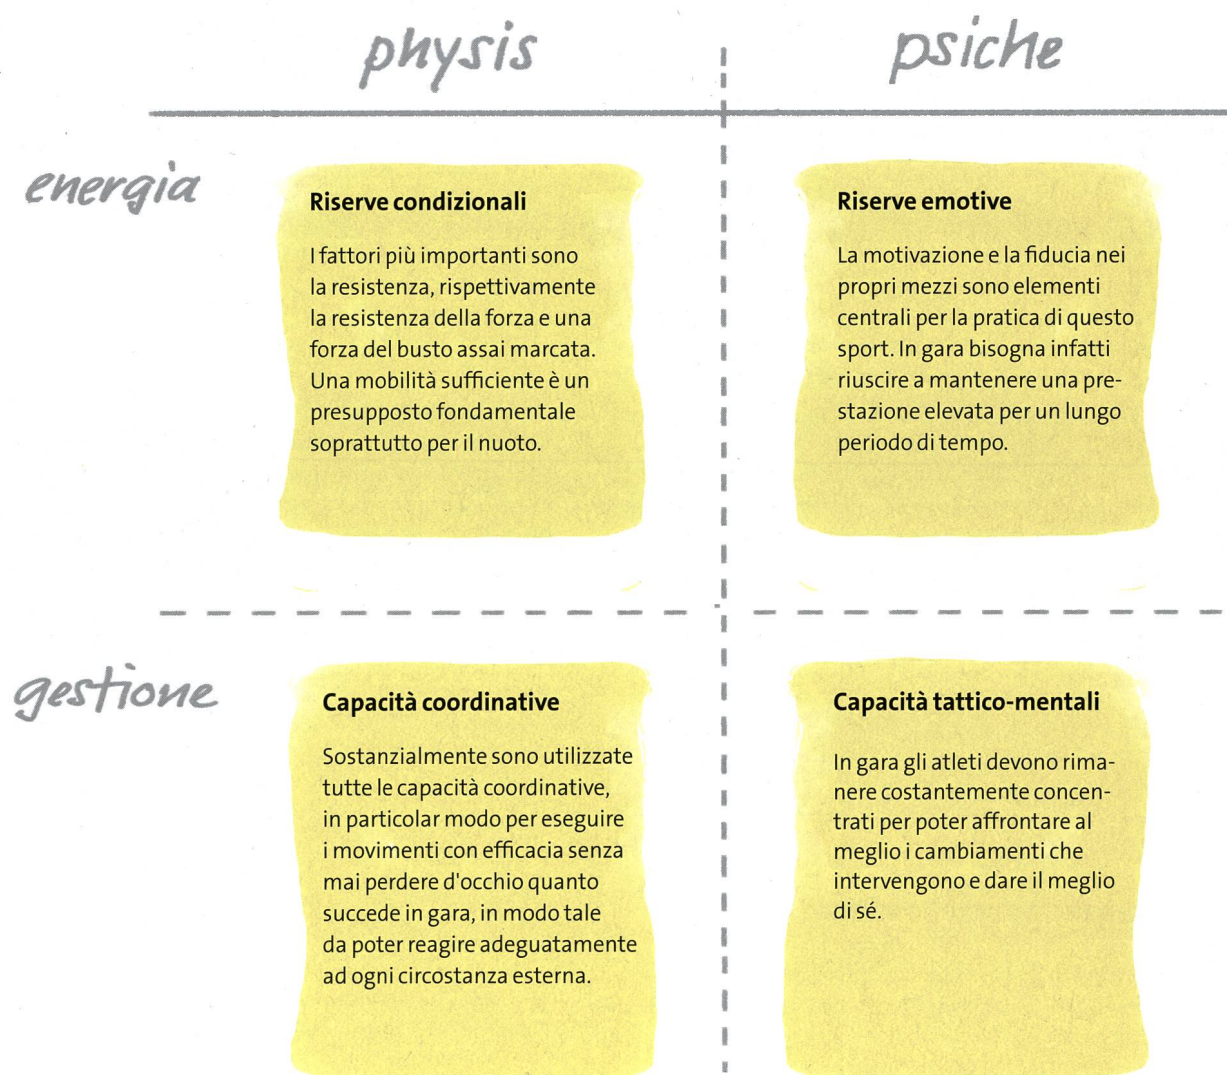 physis
psiche
energia
Riserve condizionali
I fattori più importanti sono
la resistenza, rispettivamente
la resistenza della forza e una
forza del busto assai marcata.
Una mobilità sufficiente è un
presupposto fondamentale
soprattutto per il nuoto.
Riserve emotive
La motivazione e la fiducia nei
propri mezzi sono elementi
centrali per la pratica di questo
sport. In gara bisogna infatti
riuscire a mantenere una pre-
stazione elevata per un lungo
periodo di tempo.
gestione
Capacità coordinative
Sostanzialmente sono utilizzate
tutte le capacità coordinative,
in particolar modo per eseguire
i movimenti con efficacia senza
mai perdere d'occhio quanto
succede in gara, in modo tale
da poter reagire adeguatamente
ad ogni circostanza esterna.
Capacità tattico-mentali
In gara gli atleti devono rima-
nere costantemente concen-
trati per poter affrontare al
meglio i cambiamenti che
intervengono e dare il meglio
di sé.